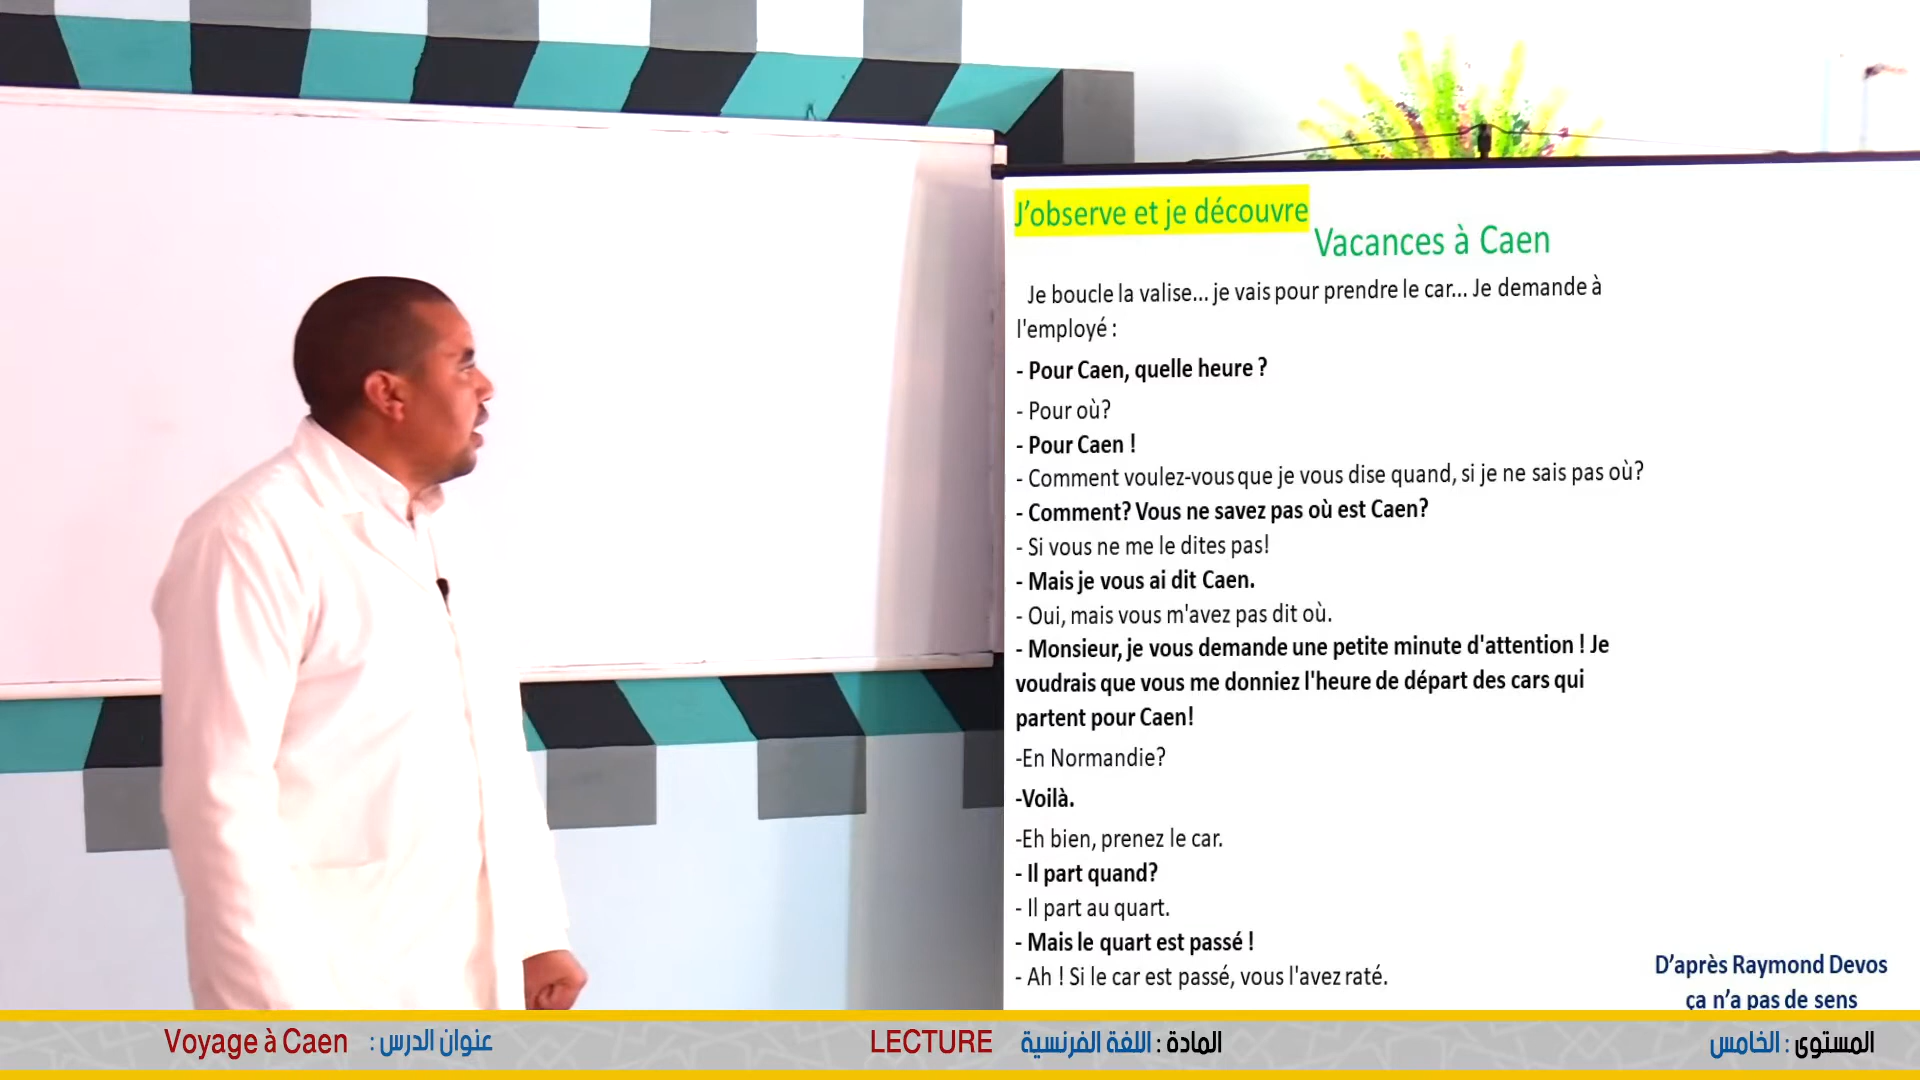 J'observe et je découvre
Vacances à Caen
Je boucle la valise... je vais pour prendre le car... Je demande à
l'employé :
- Pour Caen, quelle heure ?
- Pour où?
- Pour Caen !
- Comment voulez-vous que je vous dise quand, si je ne sais pas où?
- Comment? Vous ne savez pas où est Caen?
- Si vous ne me le dites pas!
- Mais je vous ai dit Caen.
- Oui, mais vous m'avez pas dit où.
- Monsieur, je vous demande une petite minute d'attention ! Je
voudrais que vous me donniez l'heure de départ des cars qui
partent pour Caen!
-En Normandie?
-Voilà.
-Eh bien, prenez le car.
- Il part quand?
- Il part au quart.
- Mais le quart est passé !
- Ah ! Si le car est passé, vous l'avez raté.
D'après Raymond Devos
ça n'a pas de sens
المستوى : الخامس
المادة : اللغة الفرنسية LECTURE
عنوان الدرس : Voyage à Caen